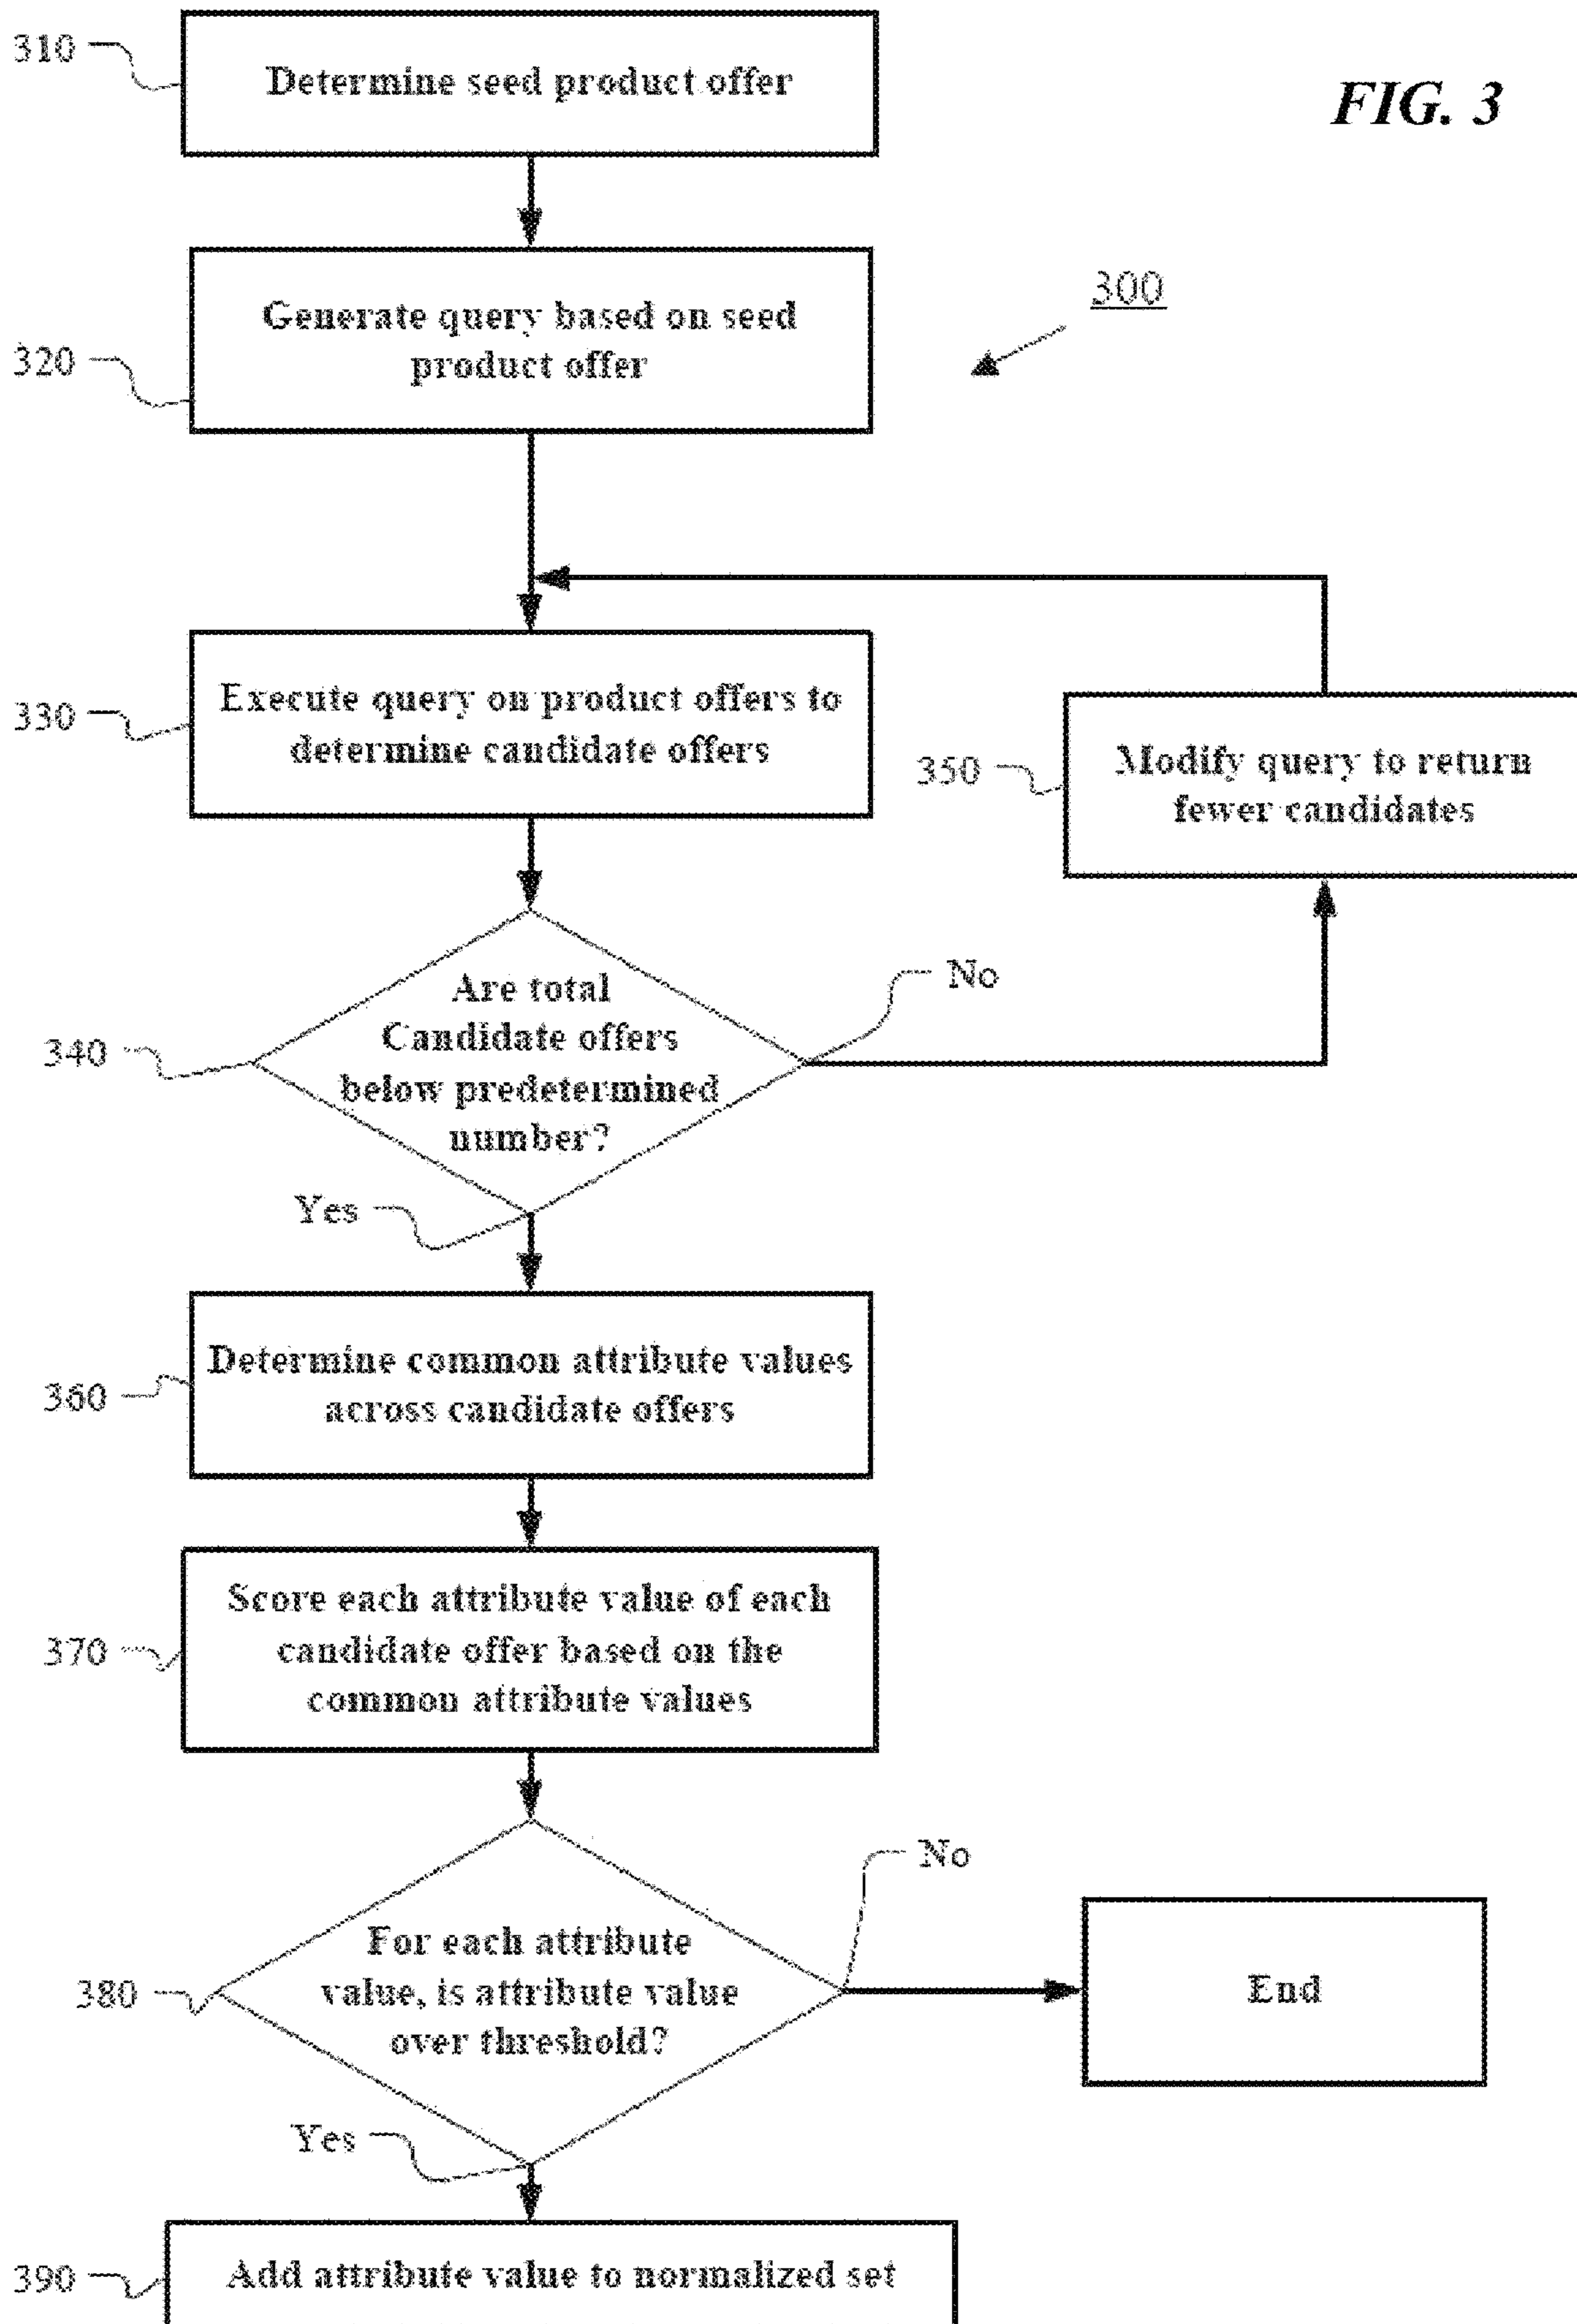 310
Determine seed product offer
FIG. 3
300
320
Generate query based on seed
product offer
330
Execute query on product offers to
determine candidate offers
350
Modify query to return
fewer candidates
340
Are total
Candidate offers
below predetermined
number?
No
Yes
360
Determine common attribute values
across candidate offers
370
Score each attribute value of each
candidate offer based on the
common attribute values
380
For each attribute
value, is attribute value
over threshold?
No
End
Yes
390
Add attribute value to normalized set